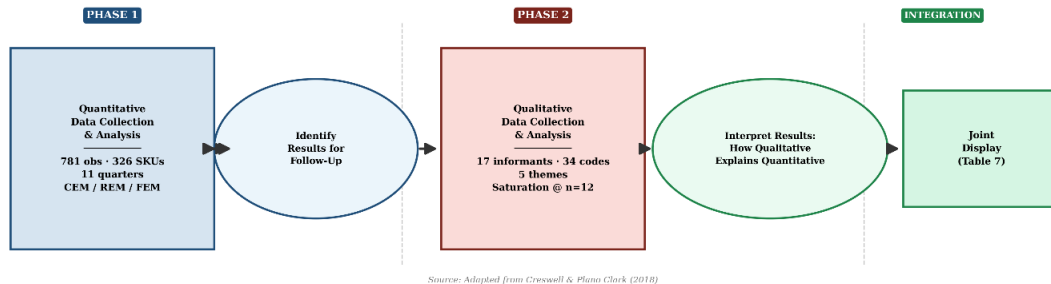 PHASE 1
PHASE 2
INTEGRATION
Quantitative
Data Collection
& Analysis
781 obs · 326 SKUs
11 quarters
CEM / REM / FEM
Identify
Results for
Follow-Up
Qualitative
Data Collection
& Analysis
17 informants · 34 codes
5 themes
Saturation @ n=12
Interpret Results:
How Qualitative
Explains Quantitative
Joint
Display
(Table 7)
Source: Adapted from Creswell & Plano Clark (2018)